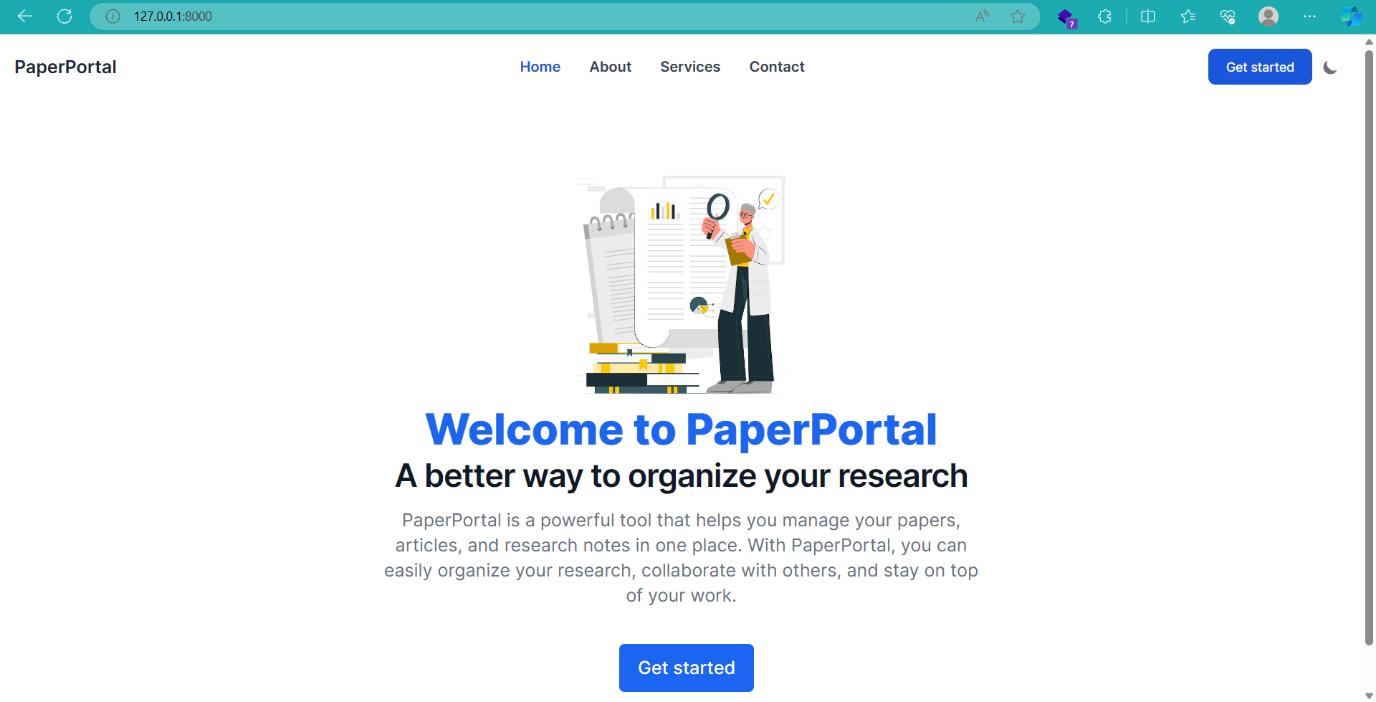 127.0.0.1:8000
7
PaperPortal
Home About Services Contact
Get started
Welcome to PaperPortal
A better way to organize your research
PaperPortal is a powerful tool that helps you manage your papers,
articles, and research notes in one place. With PaperPortal, you can
easily organize your research, collaborate with others, and stay on top
of your work.
Get started